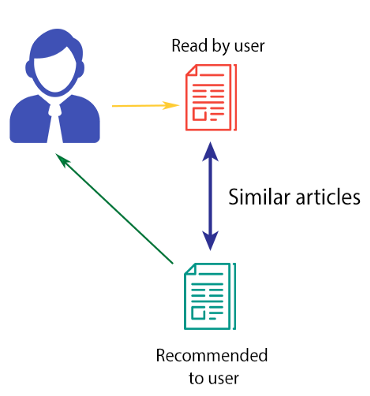 Read by user
Similar articles
Recommended
to user